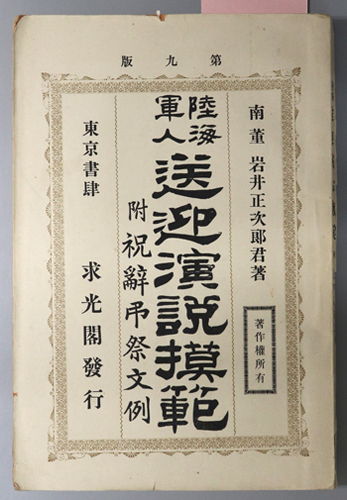 第九版
南董 岩井正次郎君著
著作權所有
陸海軍人
送迎演說摸範
附祝辭弔祭文例
東京書肆 求光閣發行